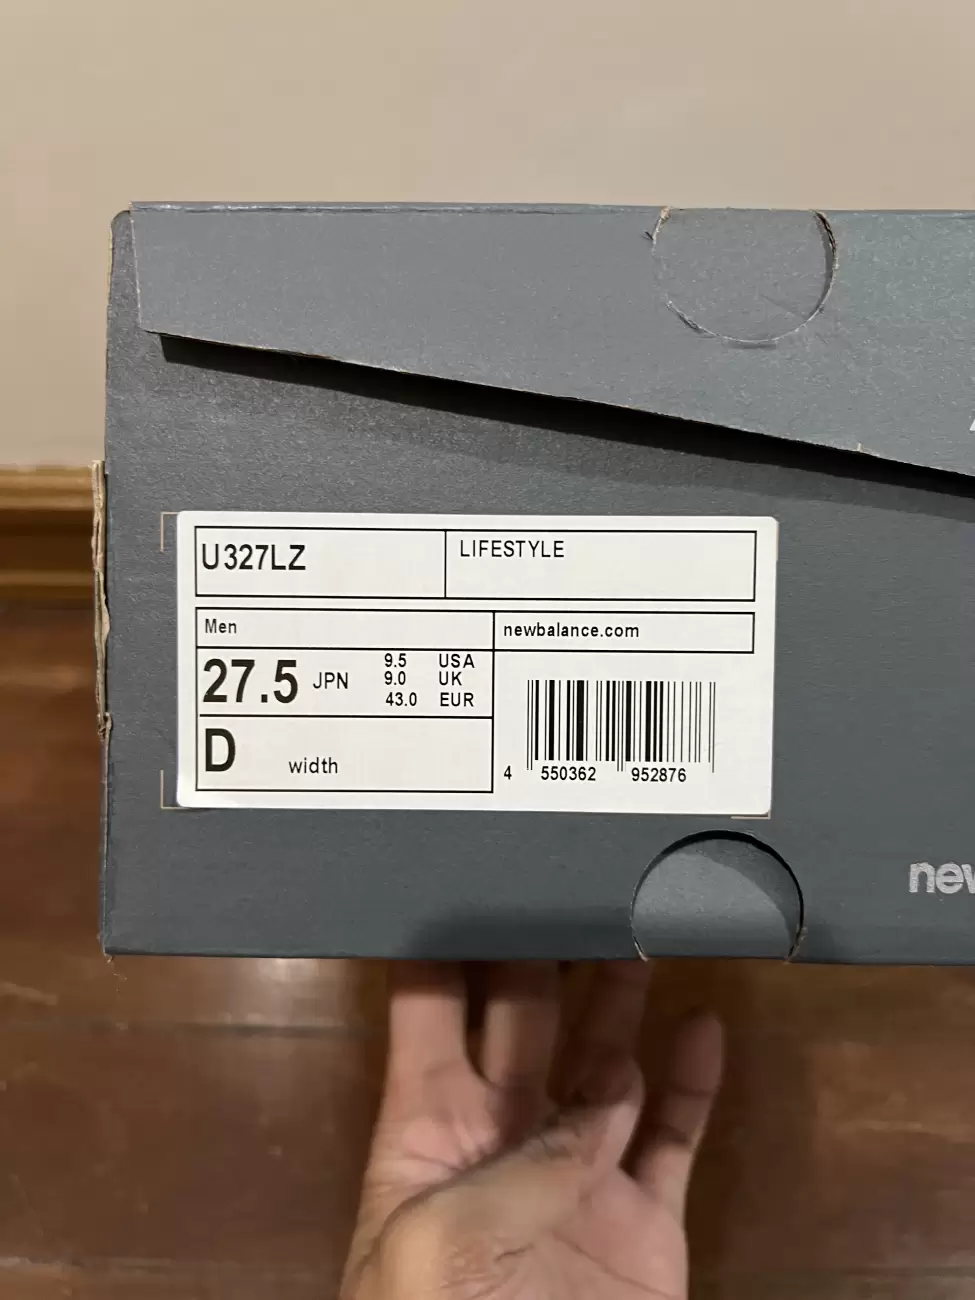 U327LZ
LIFESTYLE
Men
newbalance.com
27.5 JPN
9.5 USA
9.0 UK
43.0 EUR
D width
4 550362 952876
new